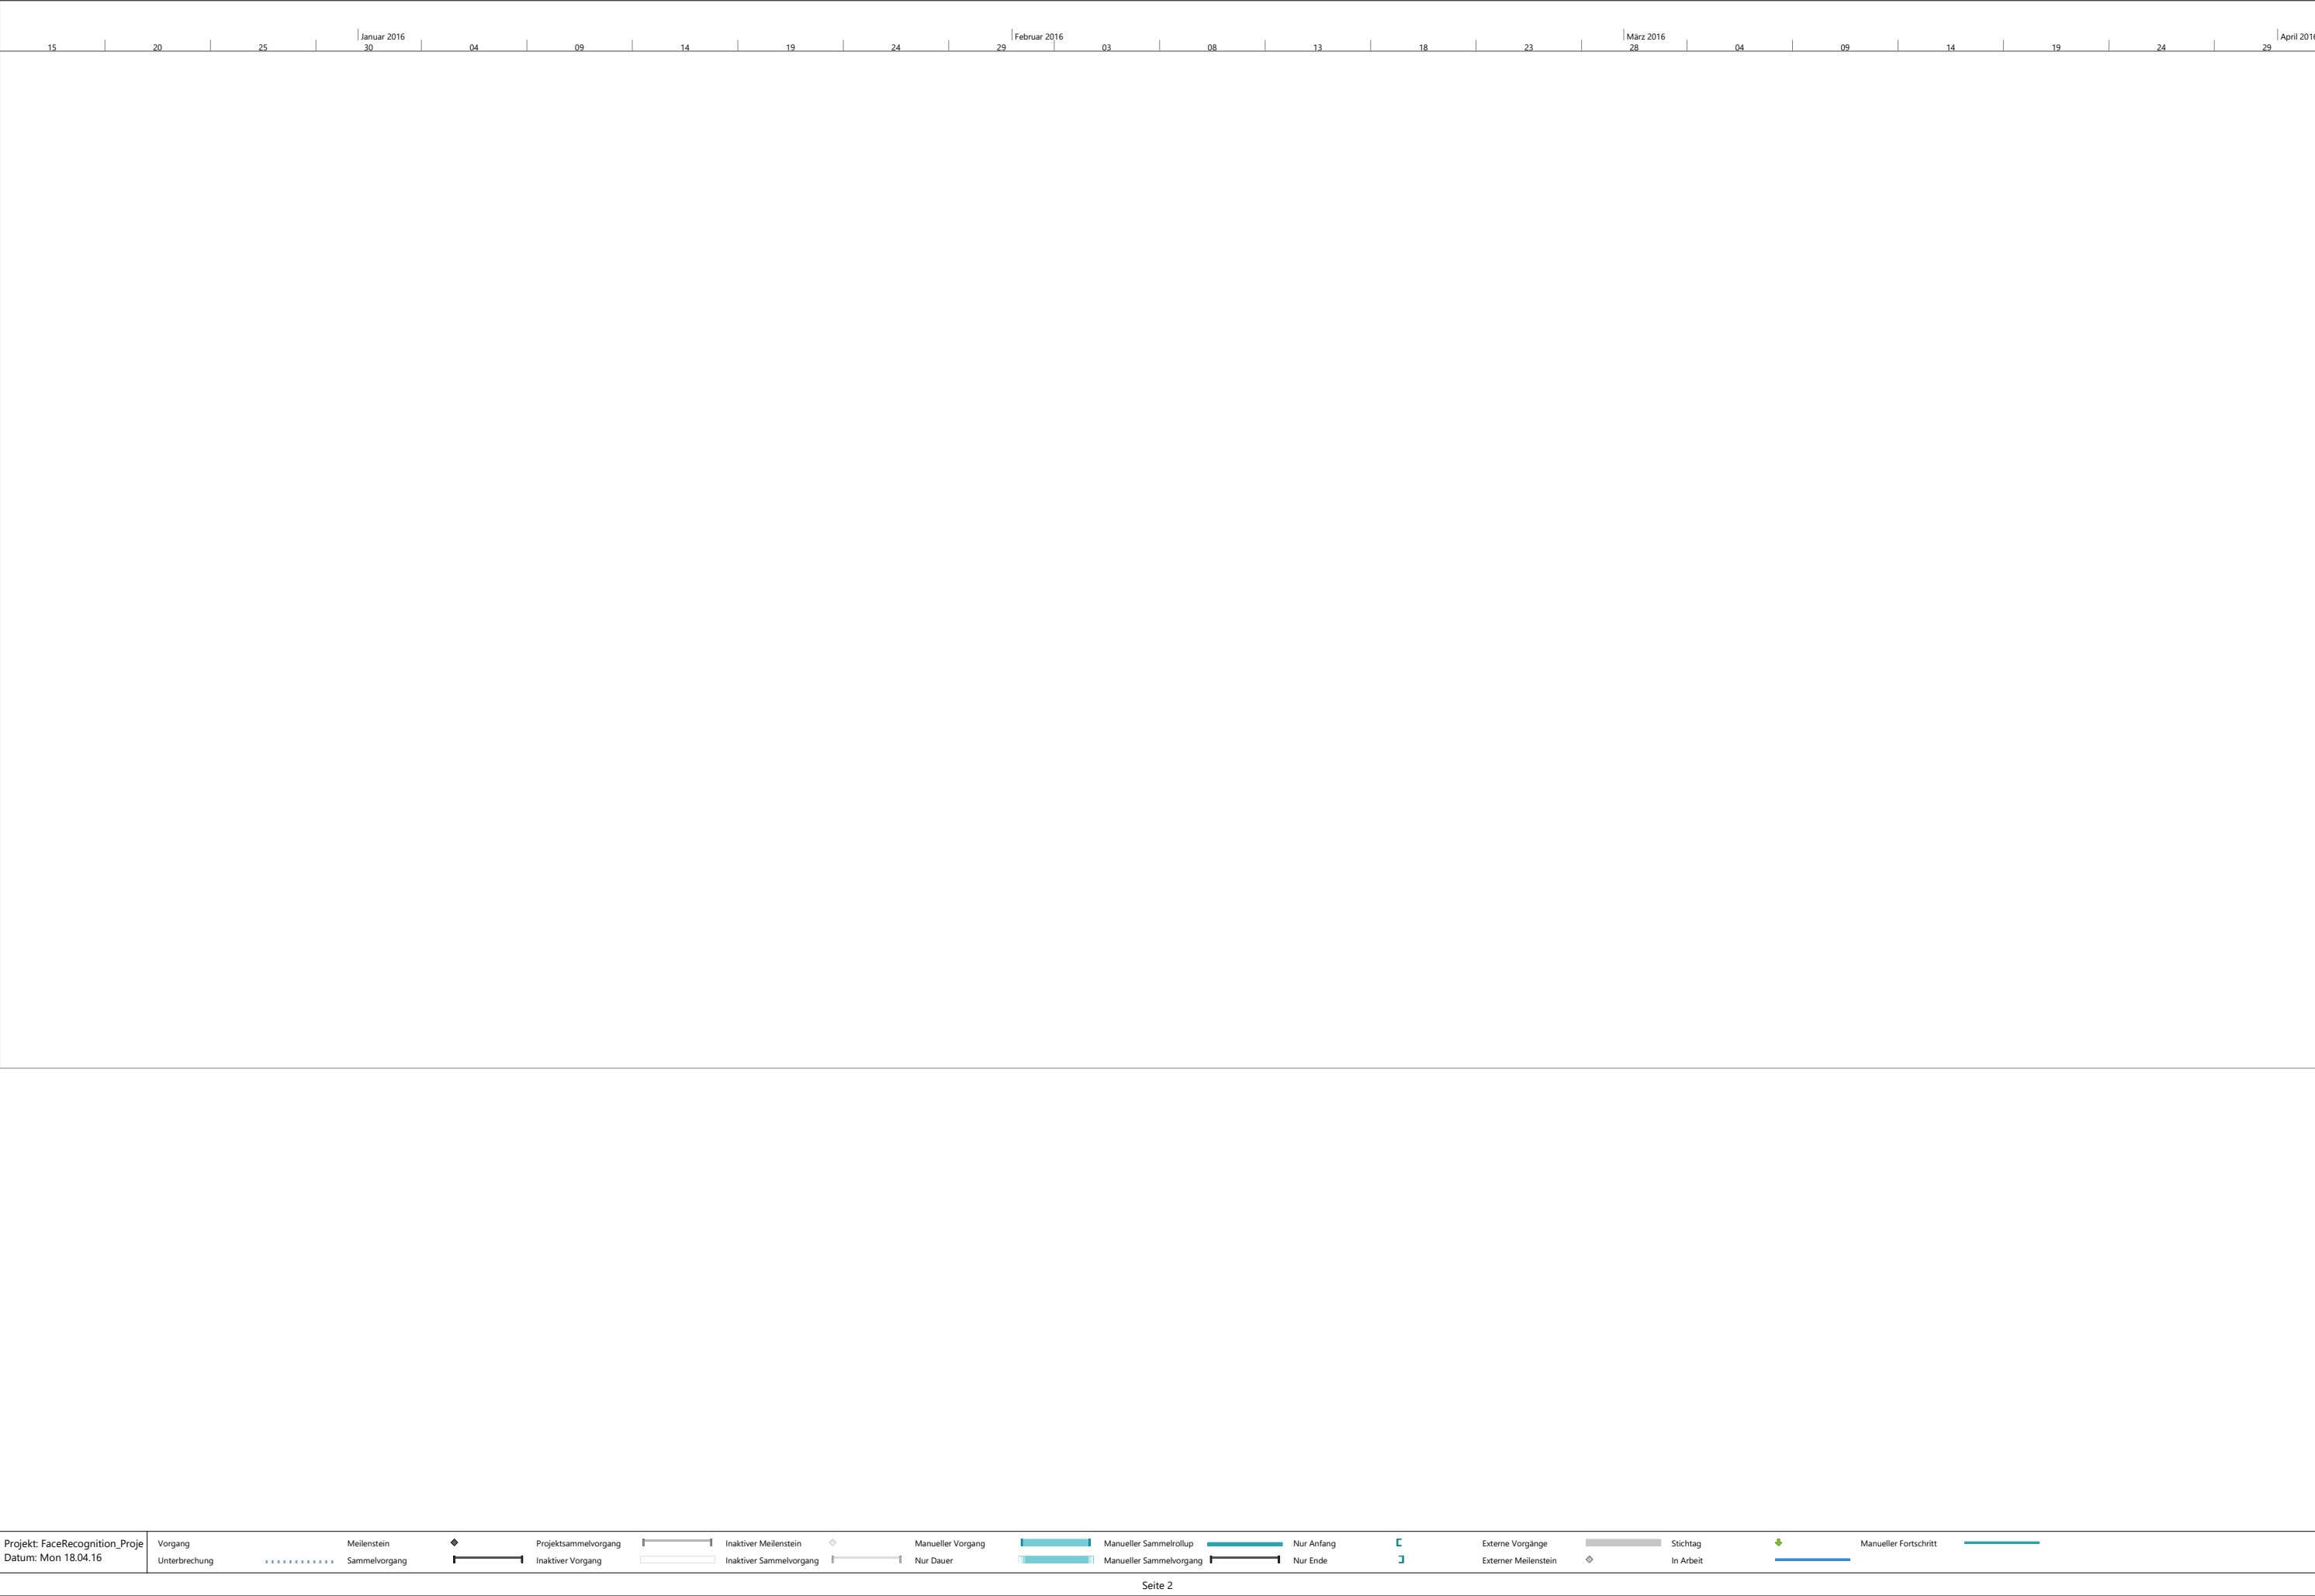 Januar 2016 Februar 2016 März 2016 April 2016
15 20 25 30 04 09 14 19 24 29 03 08 13 18 23 28 04 09 14 19 24 29
Projekt: FaceRecognition_Proje
Datum: Mon 18.04.16
Vorgang Meilenstein Projektsammelvorgang Inaktiver Meilenstein Manueller Vorgang Manueller Sammelrollup Nur Anfang Externe Vorgänge Stichtag Manueller Fortschritt
Unterbrechung Sammelvorgang Inaktiver Vorgang Inaktiver Sammelvorgang Nur Dauer Manueller Sammelvorgang Nur Ende Externer Meilenstein In Arbeit
Seite 2